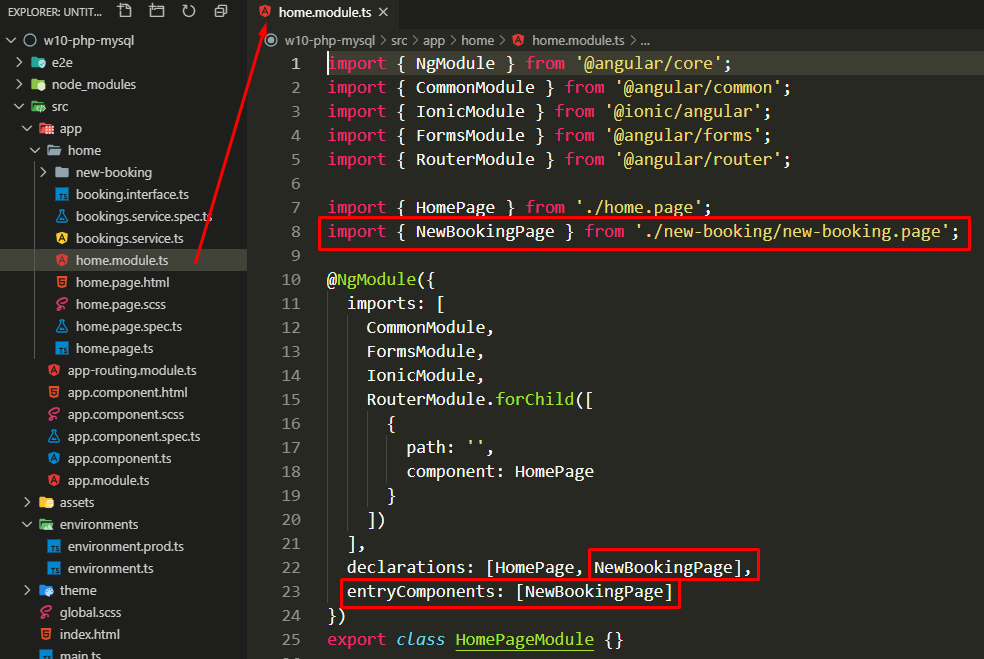 EXPLORER: UNTIT...
w10-php-mysql
e2e
node_modules
src
app
home
new-booking
booking.interface.ts
bookings.service.spec.ts
bookings.service.ts
home.module.ts
home.page.html
home.page.scss
home.page.spec.ts
home.page.ts
app-routing.module.ts
app.component.html
app.component.scss
app.component.spec.ts
app.component.ts
app.module.ts
assets
environments
environment.prod.ts
environment.ts
theme
global.scss
index.html
main.ts
home.module.ts
w10-php-mysql > src > app > home > home.module.ts > ...
1 import { NgModule } from '@angular/core';
2 import { CommonModule } from '@angular/common';
3 import { IonicModule } from '@ionic/angular';
4 import { FormsModule } from '@angular/forms';
5 import { RouterModule } from '@angular/router';
6
7 import { HomePage } from './home.page';
8 import { NewBookingPage } from './new-booking/new-booking.page';
9
10 @NgModule({
11 imports: [
12 CommonModule,
13 FormsModule,
14 IonicModule,
15 RouterModule.forChild([
16 {
17 path: '',
18 component: HomePage
19 }
20 ])
21 ],
22 declarations: [HomePage, NewBookingPage],
23 entryComponents: [NewBookingPage]
24 })
25 export class HomePageModule {}